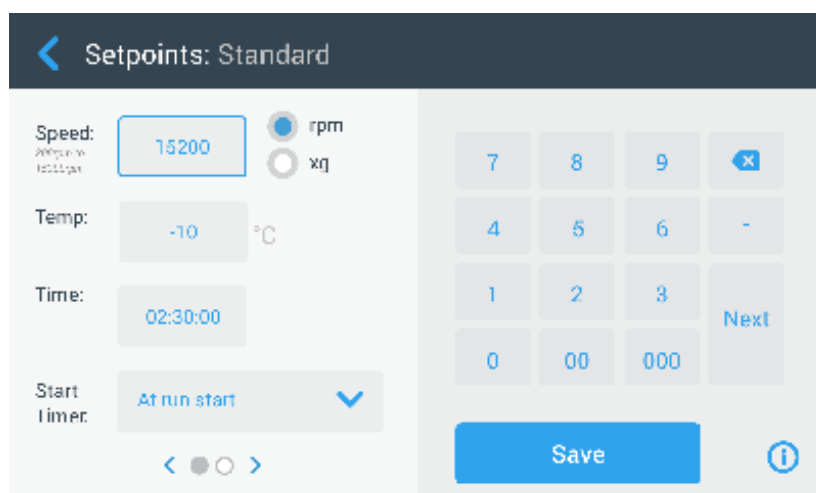 Setpoints: Standard
Speed:
15200
rpm
xg
Temp:
-10
°C
Time:
02:30:00
Start
Timer:
At run start
7 8 9
4 5 6 -
1 2 3
Next
0 00 000
Save